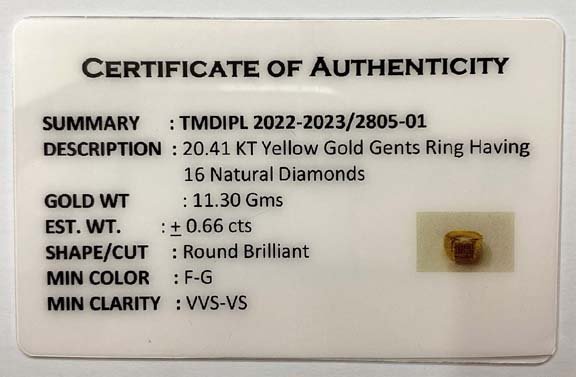 CERTIFICATE OF AUTHENTICITY
SUMMARY : TMDIPL 2022-2023/2805-01
DESCRIPTION : 20.41 KT Yellow Gold Gents Ring Having
16 Natural Diamonds
GOLD WT : 11.30 Gms
EST. WT. : ± 0.66 cts
SHAPE/CUT : Round Brilliant
MIN COLOR : F-G
MIN CLARITY : VVS-VS